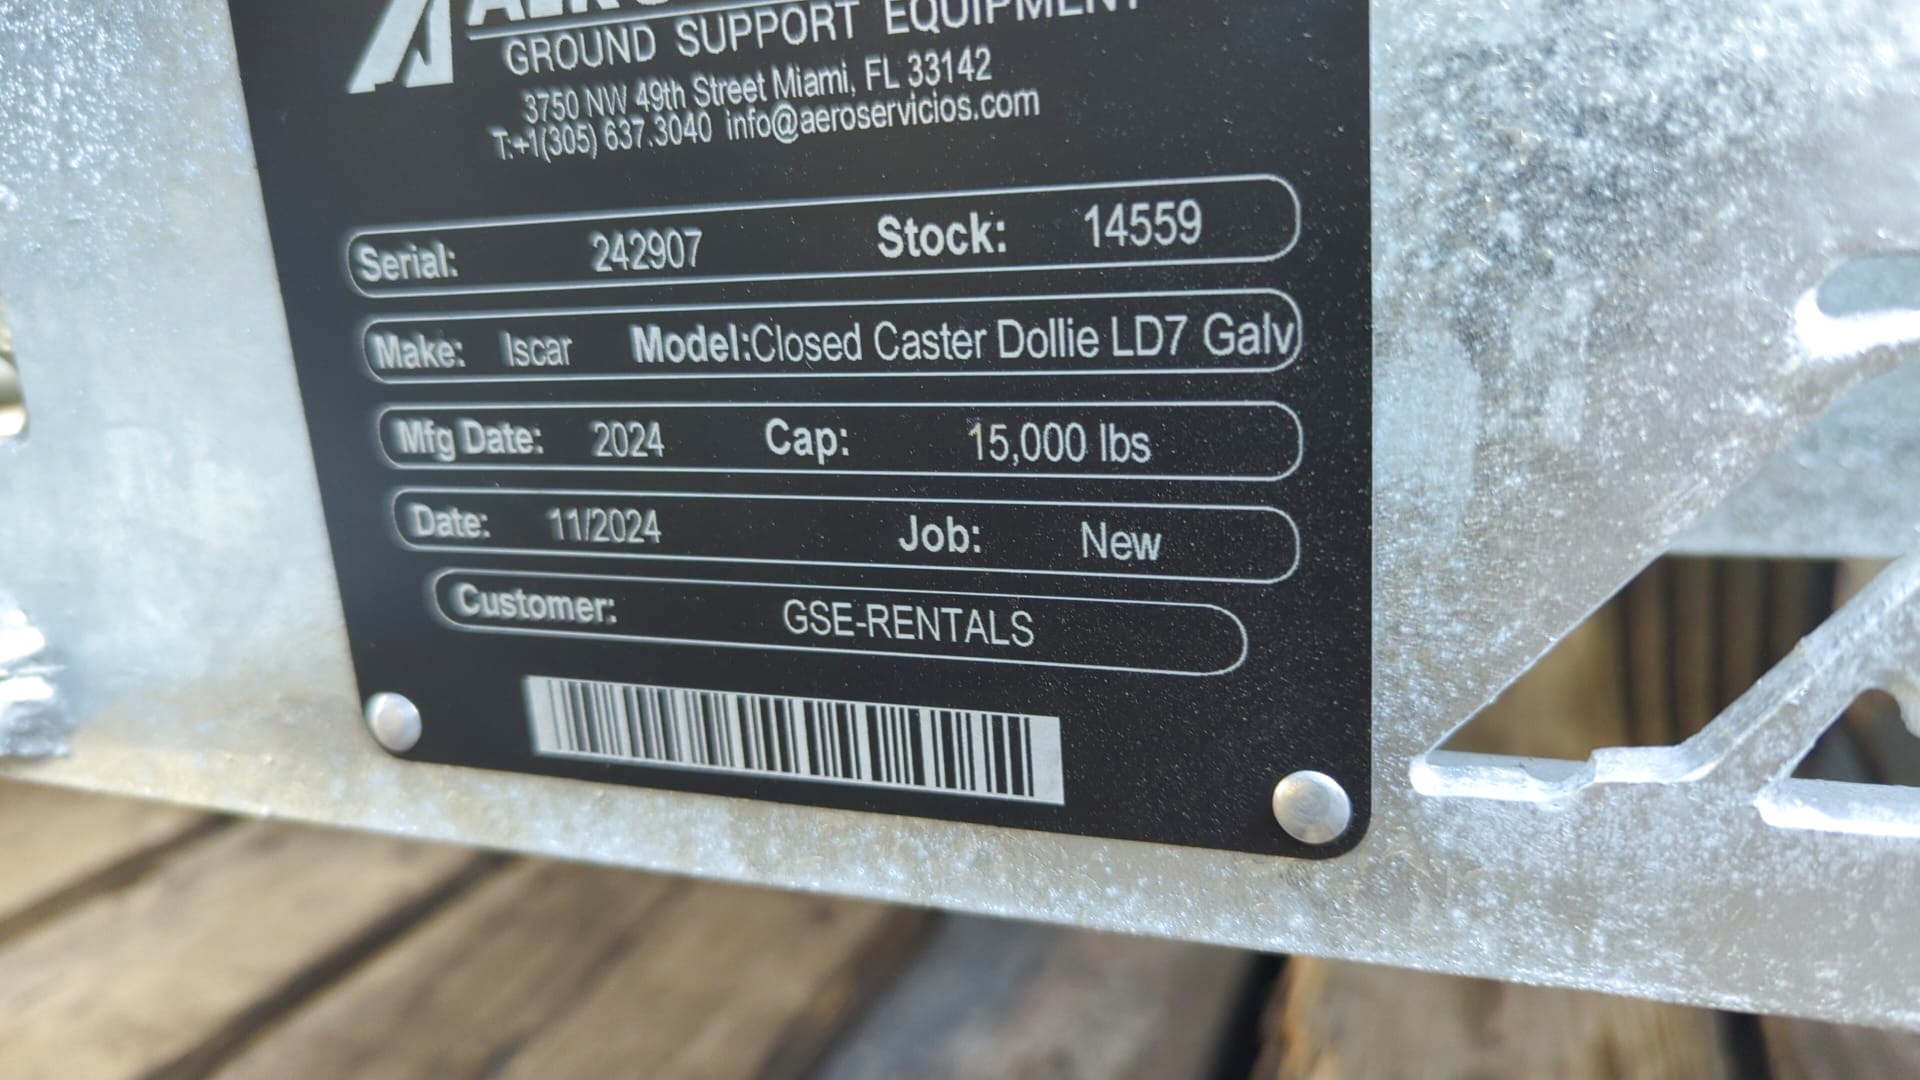 GROUND SUPPORT EQUIPMENT
3750 NW 49th Street Miami, FL 33142
T:+1(305) 637.3040 info@aeroservicios.com
Serial: 242907 Stock: 14559
Make: Iscar Model:Closed Caster Dollie LD7 Galv
Mfg Date: 2024 Cap: 15,000 lbs
Date: 11/2024 Job: New
Customer: GSE-RENTALS